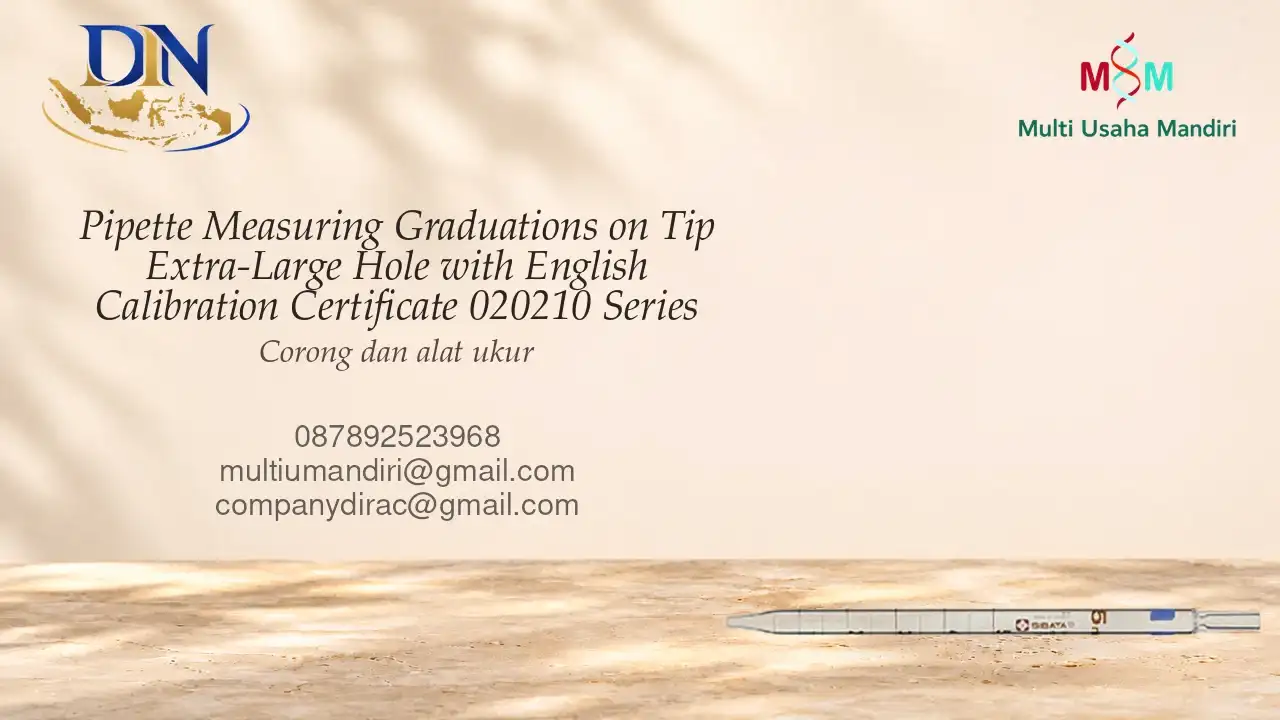 DN
M M
Multi Usaha Mandiri
Pipette Measuring Graduations on Tip
Extra-Large Hole with English
Calibration Certificate 020210 Series
Corong dan alat ukur
087892523968
multiumandiri@gmail.com
companydirac@gmail.com
SIBATA
5